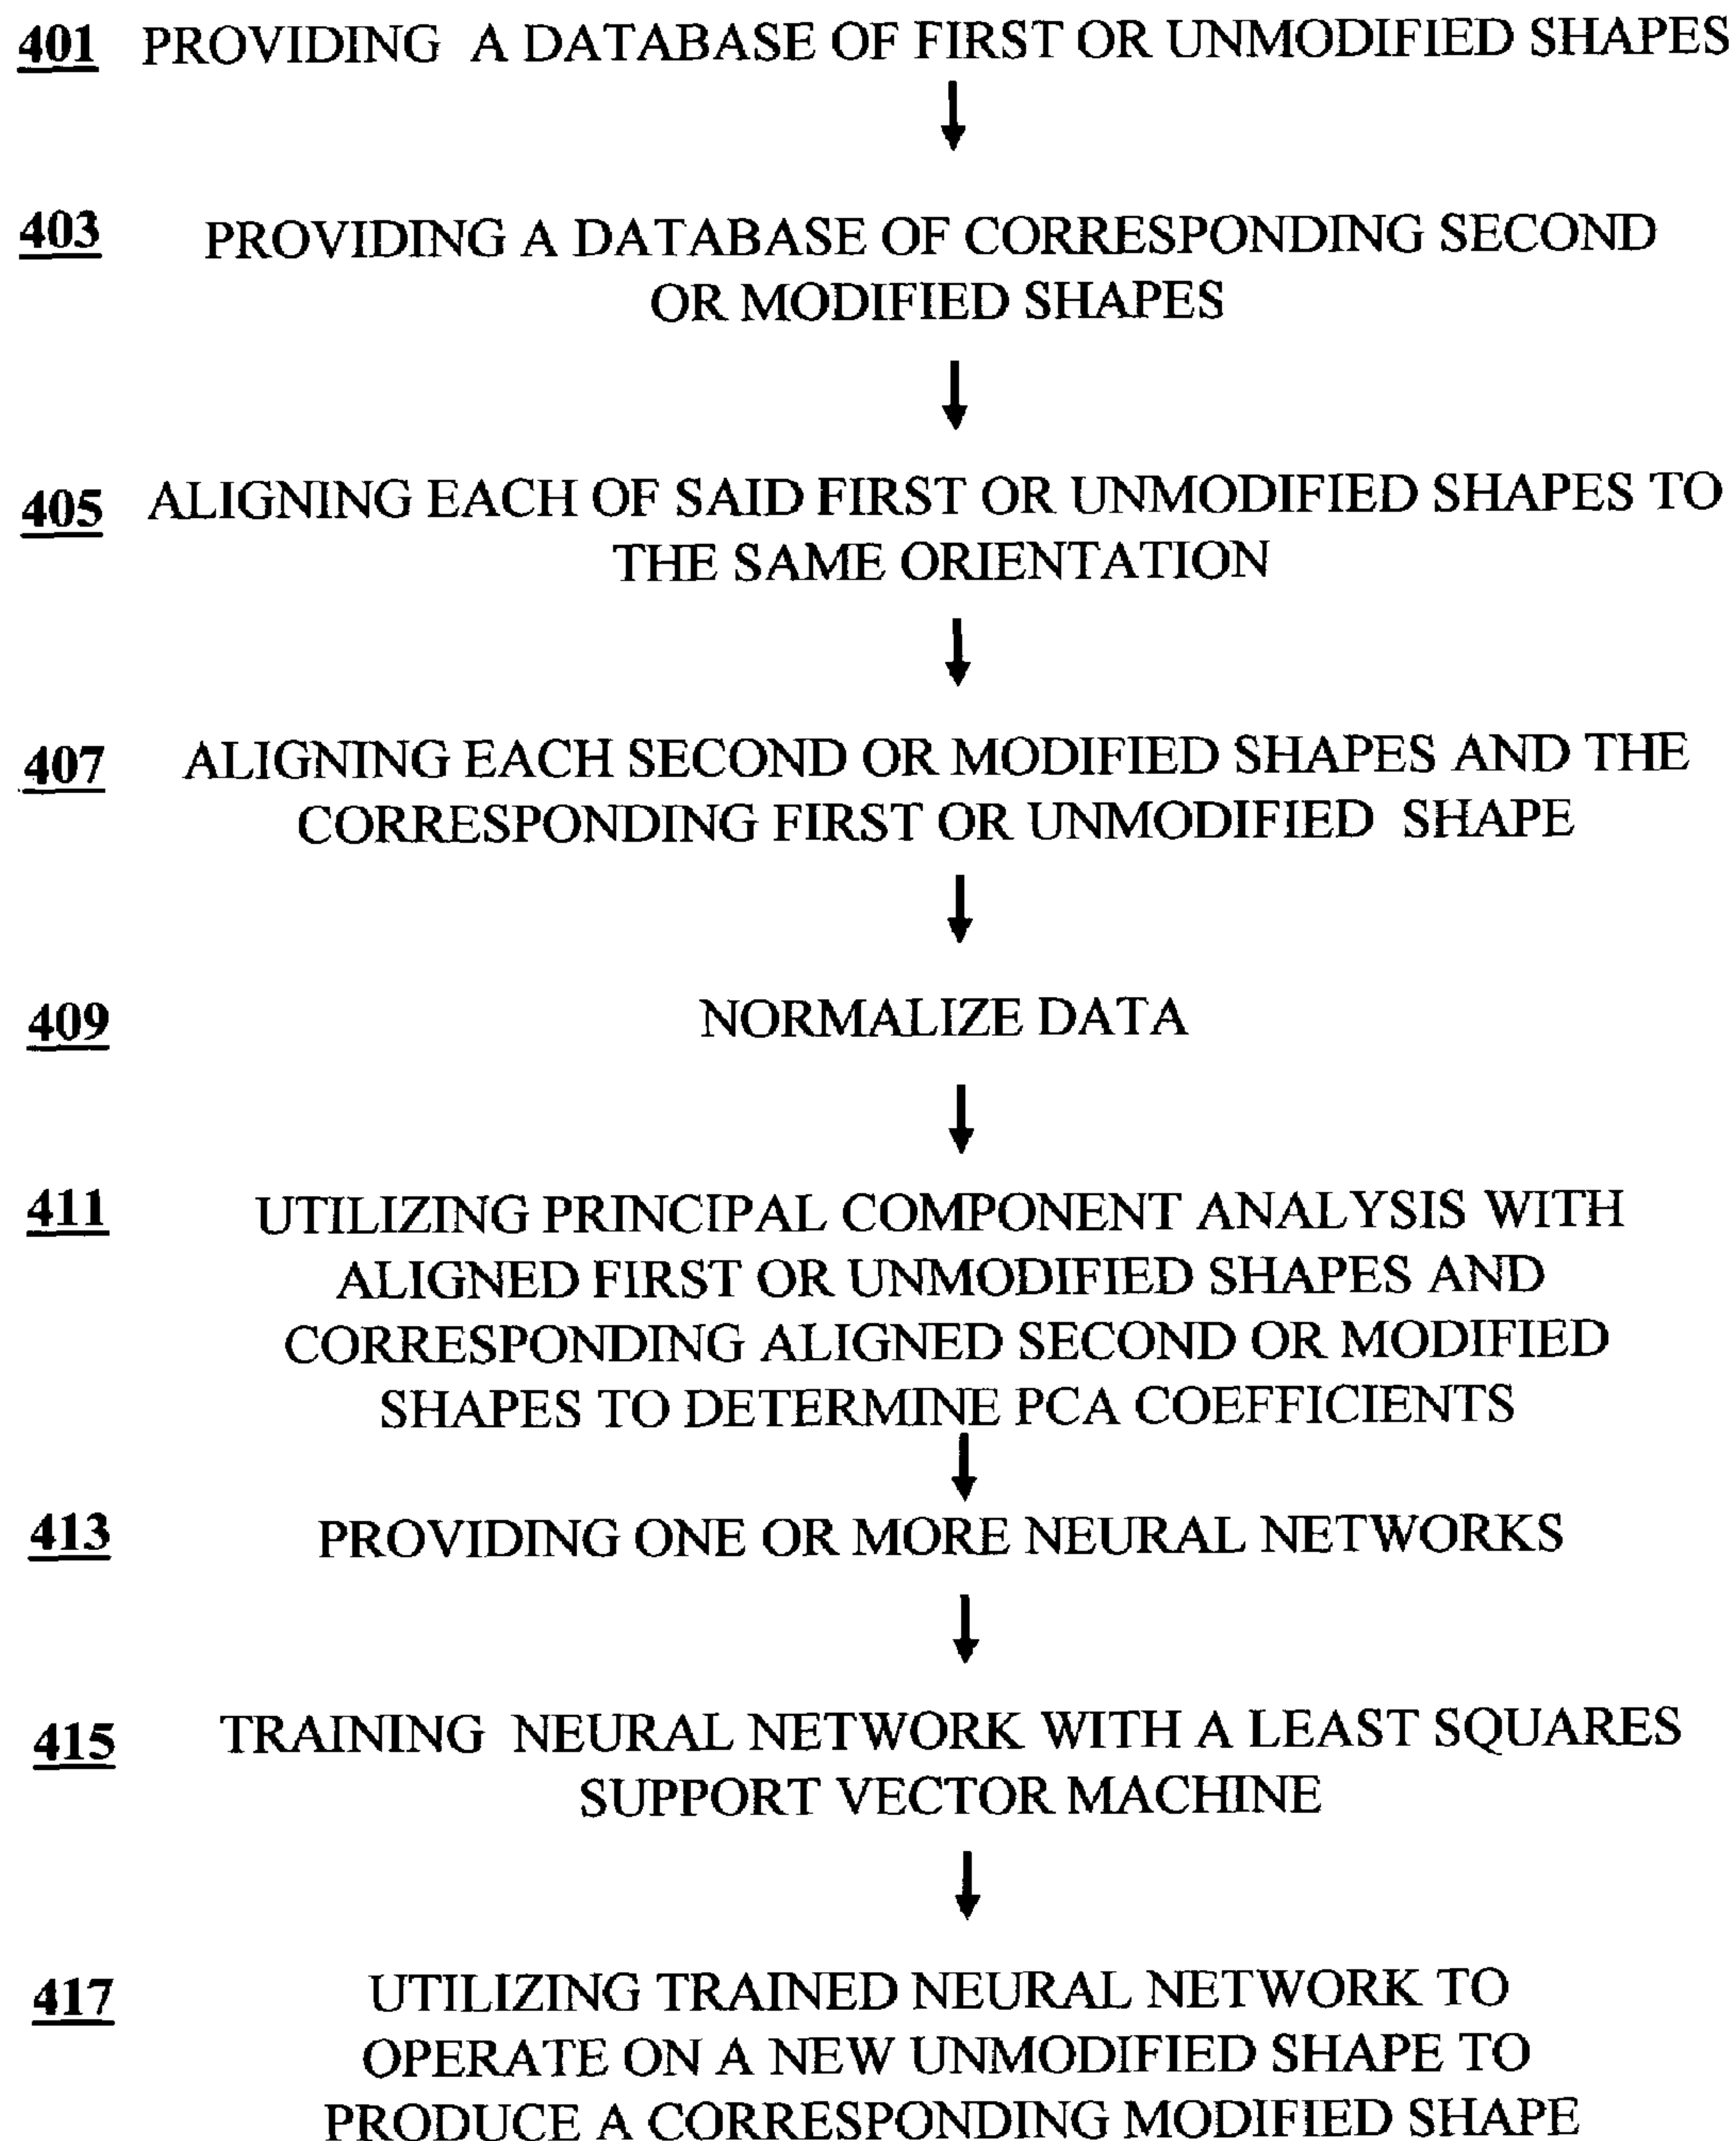 401 PROVIDING A DATABASE OF FIRST OR UNMODIFIED SHAPES
403 PROVIDING A DATABASE OF CORRESPONDING SECOND
OR MODIFIED SHAPES
405 ALIGNING EACH OF SAID FIRST OR UNMODIFIED SHAPES TO
THE SAME ORIENTATION
407 ALIGNING EACH SECOND OR MODIFIED SHAPES AND THE
CORRESPONDING FIRST OR UNMODIFIED SHAPE
409 NORMALIZE DATA
411 UTILIZING PRINCIPAL COMPONENT ANALYSIS WITH
ALIGNED FIRST OR UNMODIFIED SHAPES AND
CORRESPONDING ALIGNED SECOND OR MODIFIED
SHAPES TO DETERMINE PCA COEFFICIENTS
413 PROVIDING ONE OR MORE NEURAL NETWORKS
415 TRAINING NEURAL NETWORK WITH A LEAST SQUARES
SUPPORT VECTOR MACHINE
417 UTILIZING TRAINED NEURAL NETWORK TO
OPERATE ON A NEW UNMODIFIED SHAPE TO
PRODUCE A CORRESPONDING MODIFIED SHAPE